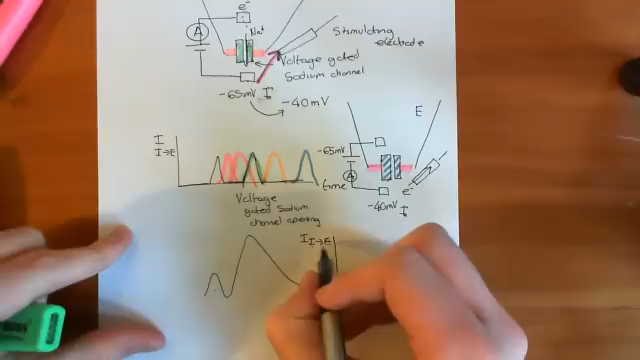 e⁻
A
Na⁺
Stimulating
electrode
Voltage gated
Sodium channel
-65mV I
-40mV
E
I
I→E
-65mV
A
e⁻
-40mV I
time
Voltage
gated Sodium
channel opening
I I→E